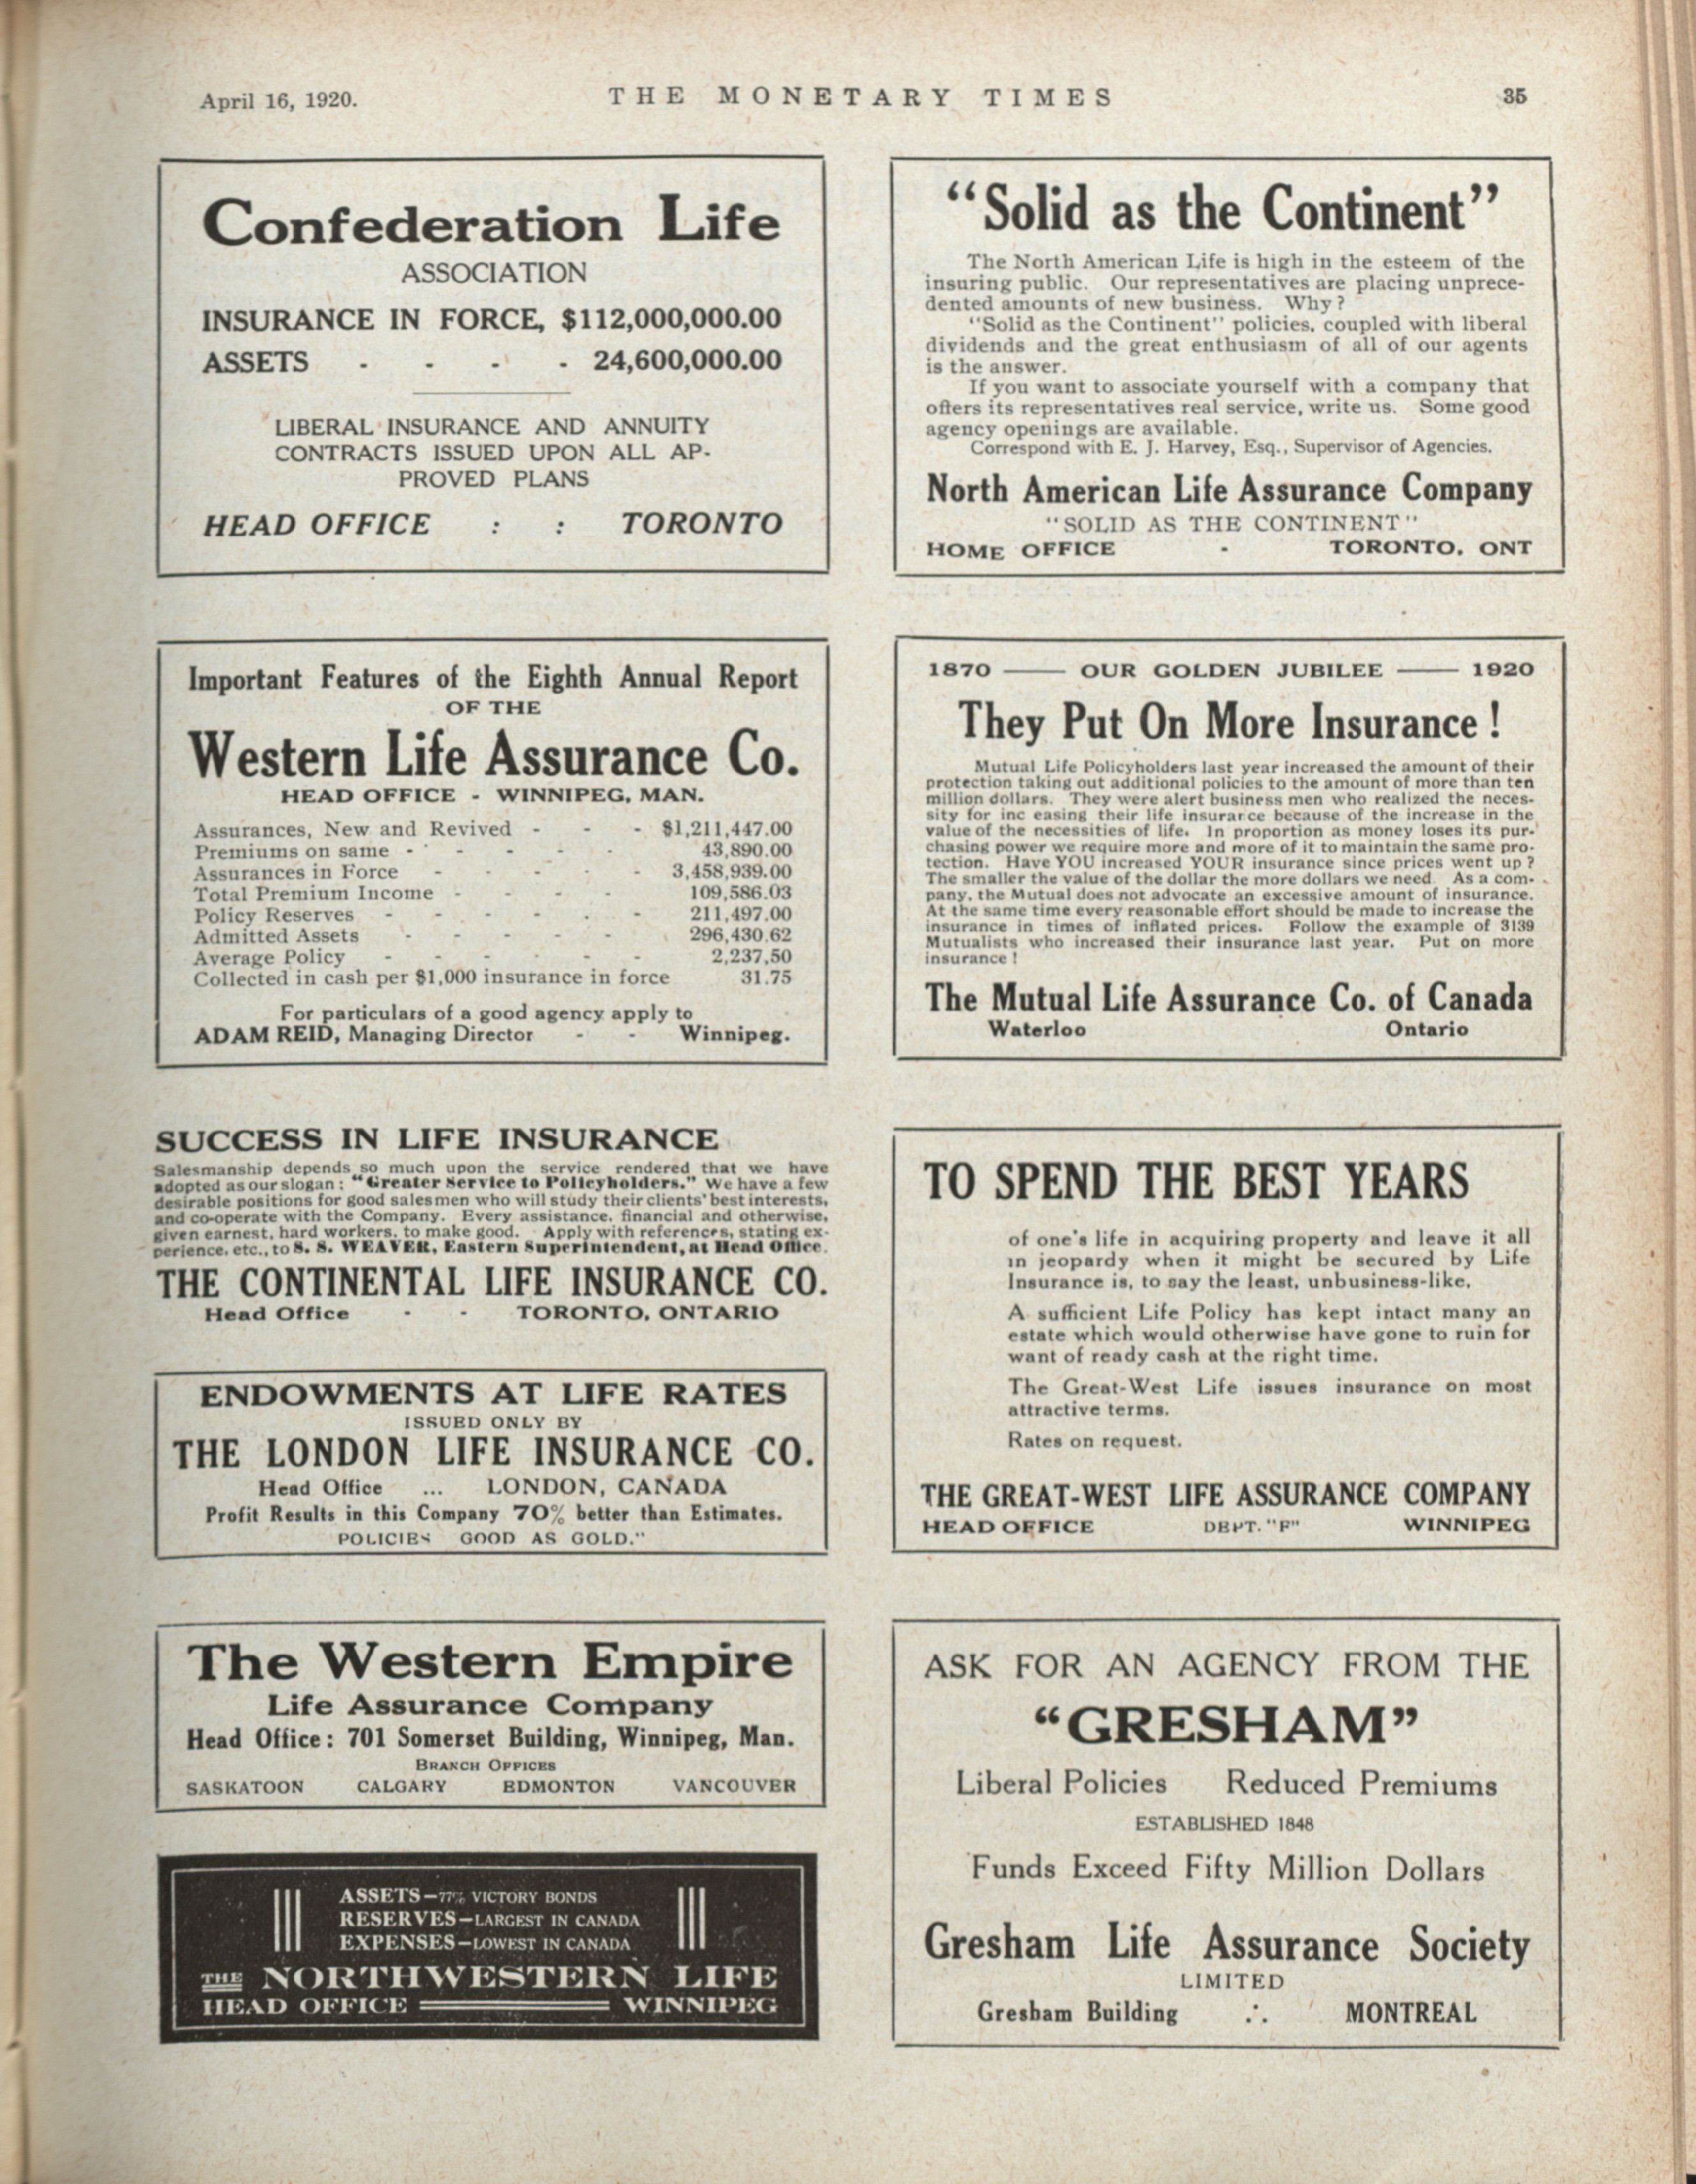 April 16, 1920.
THE MONETARY TIMES
35
Confederation Life
ASSOCIATION
INSURANCE IN FORCE, $112,000,000.00
ASSETS - - - - 24,600,000.00
LIBERAL INSURANCE AND ANNUITY
CONTRACTS ISSUED UPON ALL AP-
PROVED PLANS
HEAD OFFICE : : TORONTO
Important Features of the Eighth Annual Report
OF THE
Western Life Assurance Co.
HEAD OFFICE - WINNIPEG, MAN.
Assurances, New and Revived - - - $1,211,447.00
Premiums on same - - - - - 43,890.00
Assurances in Force - - - - - 3,458,939.00
Total Premium Income - - - - 109,586.03
Policy Reserves - - - - - - 211,497.00
Admitted Assets - - - - - 296,430.62
Average Policy - - - - - - 2,237,50
Collected in cash per $1,000 insurance in force 31.75
For particulars of a good agency apply to
ADAM REID, Managing Director - - Winnipeg.
SUCCESS IN LIFE INSURANCE
Salesmanship depends so much upon the service rendered that we have
adopted as our slogan: "Greater Service to Policyholders." We have a few
desirable positions for good salesmen who will study their clients' best interests,
and co-operate with the Company. Every assistance, financial and otherwise,
given earnest, hard workers, to make good. Apply with references, stating ex-
perience, etc., to S. S. WEAVER, Eastern Superintendent, at Head Office.
THE CONTINENTAL LIFE INSURANCE CO.
Head Office - - TORONTO, ONTARIO
ENDOWMENTS AT LIFE RATES
ISSUED ONLY BY
THE LONDON LIFE INSURANCE CO.
Head Office ... LONDON, CANADA
Profit Results in this Company 70% better than Estimates.
POLICIES GOOD AS GOLD."
The Western Empire
Life Assurance Company
Head Office: 701 Somerset Building, Winnipeg, Man.
BRANCH OFFICES
SASKATOON CALGARY EDMONTON VANCOUVER
ASSETS—77% VICTORY BONDS
RESERVES—LARGEST IN CANADA
EXPENSES—LOWEST IN CANADA
THE NORTHWESTERN LIFE
HEAD OFFICE WINNIPEG
"Solid as the Continent"
The North American Life is high in the esteem of the
insuring public. Our representatives are placing unprece-
dented amounts of new business. Why?
"Solid as the Continent" policies, coupled with liberal
dividends and the great enthusiasm of all of our agents
is the answer.
If you want to associate yourself with a company that
offers its representatives real service, write us. Some good
agency openings are available.
Correspond with E. J. Harvey, Esq., Supervisor of Agencies.
North American Life Assurance Company
"SOLID AS THE CONTINENT"
HOME OFFICE - TORONTO, ONT
1870 —— OUR GOLDEN JUBILEE —— 1920
They Put On More Insurance!
Mutual Life Policyholders last year increased the amount of their
protection taking out additional policies to the amount of more than ten
million dollars. They were alert business men who realized the neces-
sity for inc easing their life insurance because of the increase in the
value of the necessities of life. In proportion as money loses its pur-
chasing power we require more and more of it to maintain the same pro-
tection. Have YOU increased YOUR insurance since prices went up?
The smaller the value of the dollar the more dollars we need. As a com-
pany, the Mutual does not advocate an excessive amount of insurance.
At the same time every reasonable effort should be made to increase the
insurance in times of inflated prices. Follow the example of 3139
Mutualists who increased their insurance last year. Put on more
insurance!
The Mutual Life Assurance Co. of Canada
Waterloo Ontario
TO SPEND THE BEST YEARS
of one's life in acquiring property and leave it all
in jeopardy when it might be secured by Life
Insurance is, to say the least, unbusiness-like.
A sufficient Life Policy has kept intact many an
estate which would otherwise have gone to ruin for
want of ready cash at the right time.
The Great-West Life issues insurance on most
attractive terms.
Rates on request.
THE GREAT-WEST LIFE ASSURANCE COMPANY
HEAD OFFICE DEPT. "F" WINNIPEG
ASK FOR AN AGENCY FROM THE
"GRESHAM"
Liberal Policies Reduced Premiums
ESTABLISHED 1848
Funds Exceed Fifty Million Dollars
Gresham Life Assurance Society
LIMITED
Gresham Building ∴ MONTREAL